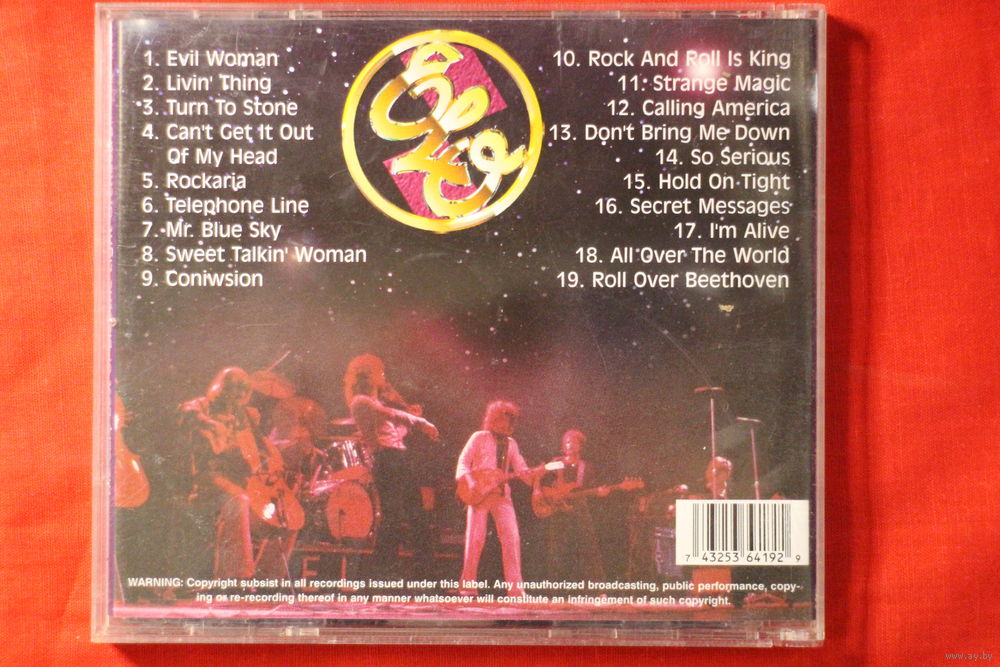 1. Evil Woman
2. Livin' Thing
3. Turn To Stone
4. Can't Get It Out
Of My Head
5. Rockaria
6. Telephone Line
7. Mr. Blue Sky
8. Sweet Talkin' Woman
9. Coniwsion
10. Rock And Roll Is King
11. Strange Magic
12. Calling America
13. Don't Bring Me Down
14. So Serious
15. Hold On Tight
16. Secret Messages
17. I'm Alive
18. All Over The World
19. Roll Over Beethoven
7 43253 64192 9
WARNING: Copyright subsist in all recordings issued under this label. Any unauthorized broadcasting, public performance, copy-
ing or re-recording thereof in any manner whatsoever will constitute an infringement of such copyright.
www.ay.by